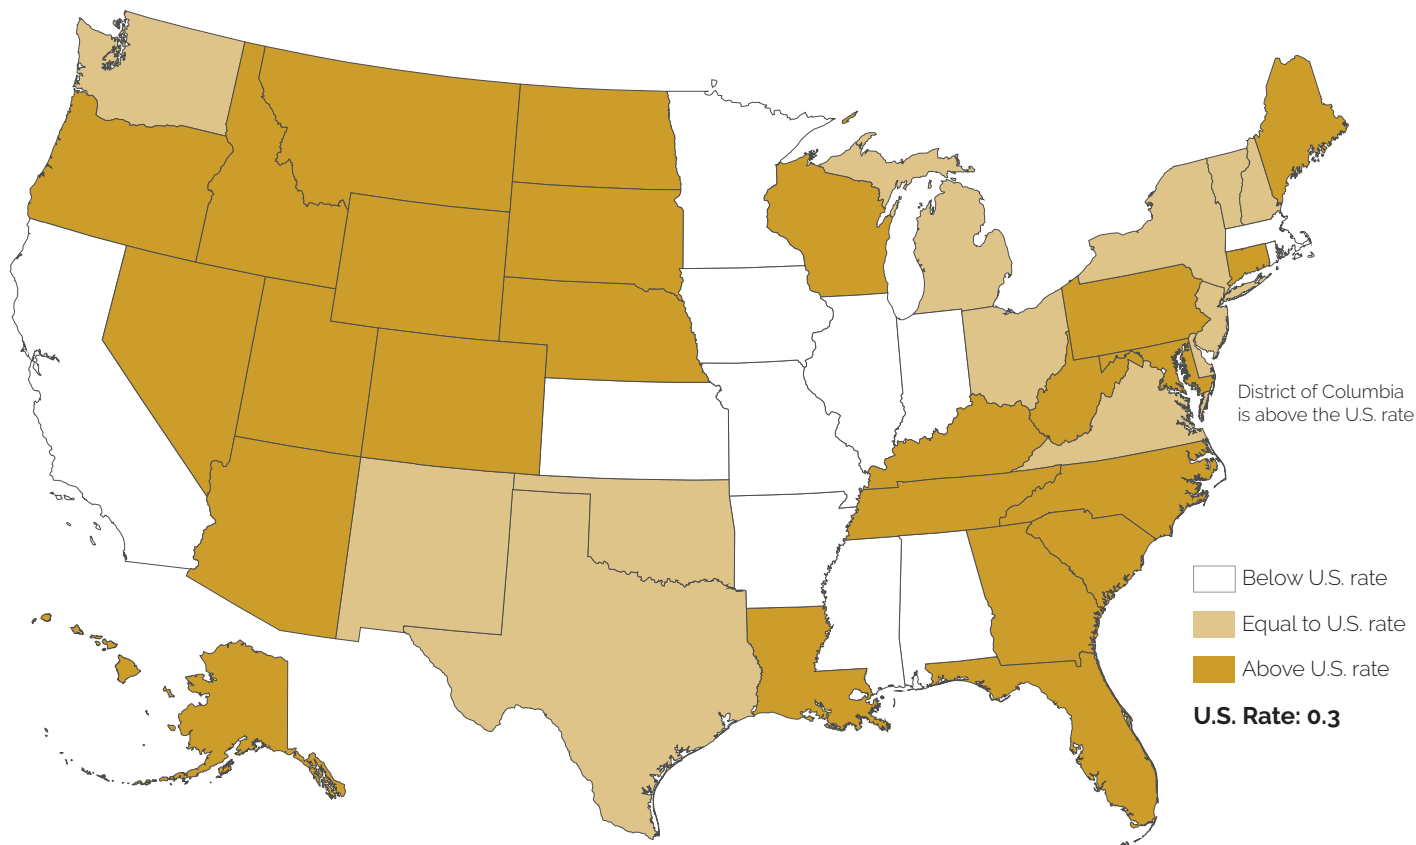 District of Columbia
is above the U.S. rate
Below U.S. rate
Equal to U.S. rate
Above U.S. rate
U.S. Rate: 0.3